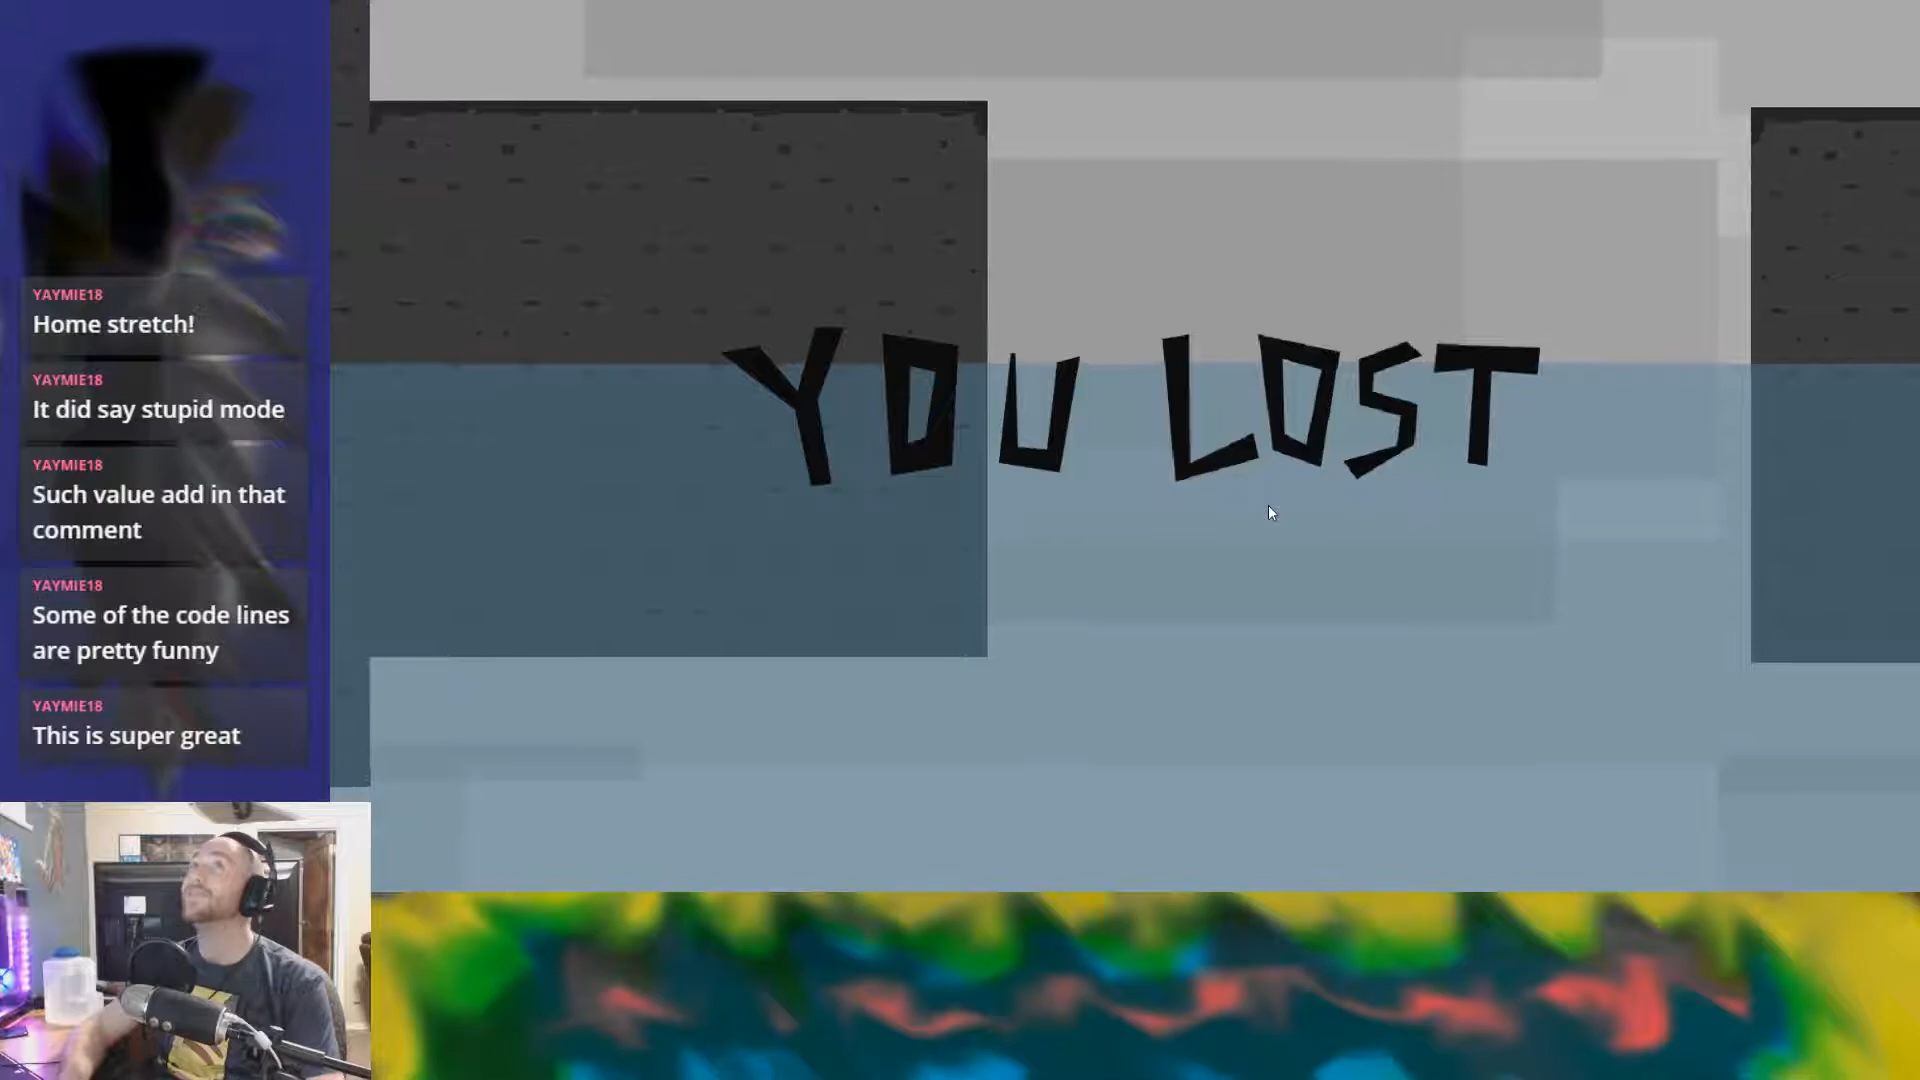 YAYMIE18
Home stretch!
YAYMIE18
It did say stupid mode
YAYMIE18
Such value add in that
comment
YAYMIE18
Some of the code lines
are pretty funny
YAYMIE18
This is super great
YOU LOST